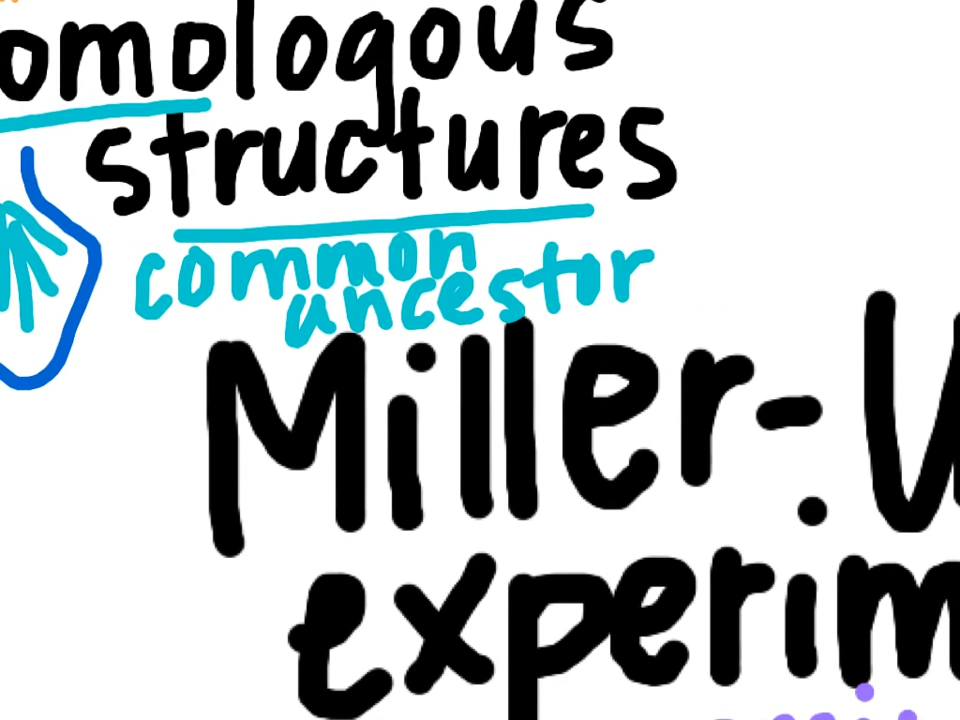 omologous
structures
common
ancestor
Miller-U
experim